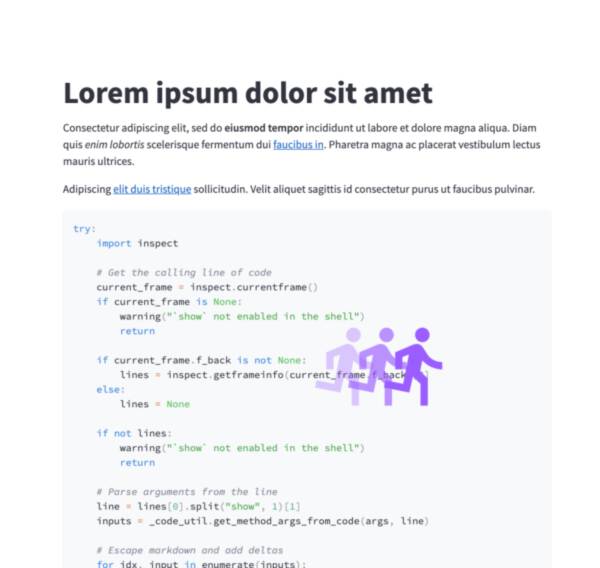 Lorem ipsum dolor sit amet
Consectetur adipiscing elit, sed do eiusmod tempor incididunt ut labore et dolore magna aliqua. Diam
quis enim lobortis scelerisque fermentum dui faucibus in. Pharetra magna ac placerat vestibulum lectus
mauris ultrices.
Adipiscing elit duis tristique sollicitudin. Velit aliquet sagittis id consectetur purus ut faucibus pulvinar.
try:
    import inspect

    # Get the calling line of code
    current_frame = inspect.currentframe()
    if current_frame is None:
        warning("`show` not enabled in the shell")
        return

    if current_frame.f_back is not None:
        lines = inspect.getframeinfo(current_frame.f_back
    else:
        lines = None

    if not lines:
        warning("`show` not enabled in the shell")
        return

    # Parse arguments from the line
    line = lines[0].split("show", 1)[1]
    inputs = _code_util.get_method_args_from_code(args, line)

    # Escape markdown and add deltas
    for idx, input in enumerate(inputs):